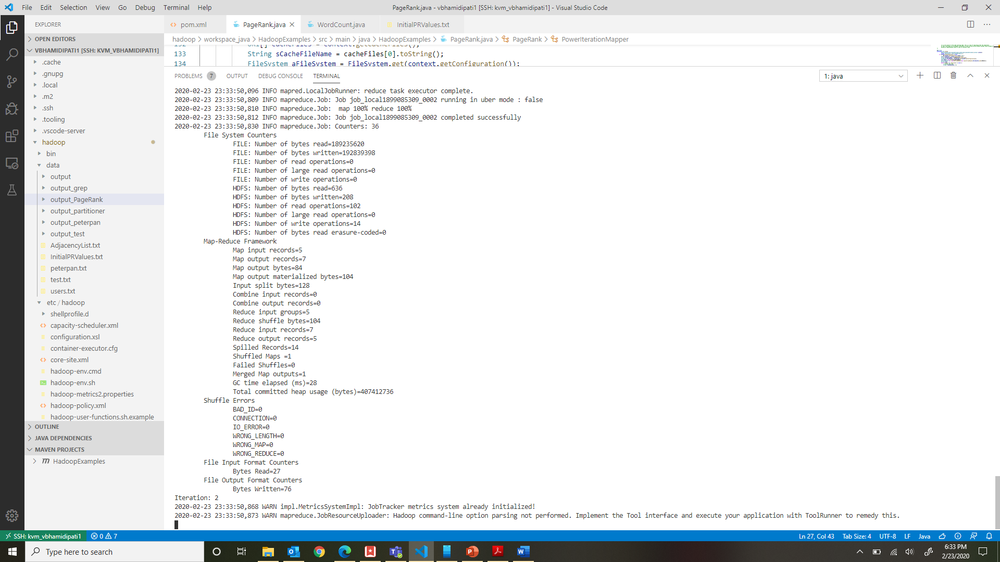 File Edit Selection View Go Debug Terminal Help
PageRank.java - vbhamidipati1 [SSH: kvm_vbhamidipati1] - Visual Studio Code
EXPLORER
pom.xml PageRank.java WordCount.java InitialPRValues.txt
OPEN EDITORS
VBHAMIDIPATI1 [SSH: KVM_VBHAMIDIPATI1]
.cache
.gnupg
.local
.m2
.ssh
.tooling
.vscode-server
hadoop
bin
data
output
output_grep
output_PageRank
output_partitioner
output_peterpan
output_test
AdjacencyList.txt
InitialPRValues.txt
peterpan.txt
test.txt
users.txt
etc / hadoop
shellprofile.d
capacity-scheduler.xml
configuration.xsl
container-executor.cfg
core-site.xml
hadoop-env.cmd
hadoop-env.sh
hadoop-metrics2.properties
hadoop-policy.xml
hadoop-user-functions.sh.example
OUTLINE
JAVA DEPENDENCIES
MAVEN PROJECTS
HadoopExamples
hadoop > workspace_java > HadoopExamples > src > main > java > HadoopExamples > PageRank.java > PageRank > PowerIterationMapper
132 URI[] cacheFiles = context.getCacheFiles();
133 String sCacheFileName = cacheFiles[0].toString();
134 FileSystem aFileSystem = FileSystem.get(context.getConfiguration());
PROBLEMS 7 OUTPUT DEBUG CONSOLE TERMINAL
1: java
2020-02-23 23:33:50,096 INFO mapred.LocalJobRunner: reduce task executor complete.
2020-02-23 23:33:50,809 INFO mapreduce.Job: Job job_local1899085309_0002 running in uber mode : false
2020-02-23 23:33:50,810 INFO mapreduce.Job:  map 100% reduce 100%
2020-02-23 23:33:50,812 INFO mapreduce.Job: Job job_local1899085309_0002 completed successfully
2020-02-23 23:33:50,830 INFO mapreduce.Job: Counters: 36
File System Counters
FILE: Number of bytes read=189235620
FILE: Number of bytes written=192839398
FILE: Number of read operations=0
FILE: Number of large read operations=0
FILE: Number of write operations=0
HDFS: Number of bytes read=636
HDFS: Number of bytes written=208
HDFS: Number of read operations=102
HDFS: Number of large read operations=0
HDFS: Number of write operations=14
HDFS: Number of bytes read erasure-coded=0
Map-Reduce Framework
Map input records=5
Map output records=7
Map output bytes=84
Map output materialized bytes=104
Input split bytes=128
Combine input records=0
Combine output records=0
Reduce input groups=5
Reduce shuffle bytes=104
Reduce input records=7
Reduce output records=5
Spilled Records=14
Shuffled Maps =1
Failed Shuffles=0
Merged Map outputs=1
GC time elapsed (ms)=28
Total committed heap usage (bytes)=407412736
Shuffle Errors
BAD_ID=0
CONNECTION=0
IO_ERROR=0
WRONG_LENGTH=0
WRONG_MAP=0
WRONG_REDUCE=0
File Input Format Counters
Bytes Read=27
File Output Format Counters
Bytes Written=76
Iteration: 2
2020-02-23 23:33:50,868 WARN impl.MetricsSystemImpl: JobTracker metrics system already initialized!
2020-02-23 23:33:50,873 WARN mapreduce.JobResourceUploader: Hadoop command-line option parsing not performed. Implement the Tool interface and execute your application with ToolRunner to remedy this.
SSH: kvm_vbhamidipati1 0 7 Ln 27, Col 43 Tab Size: 4 UTF-8 LF Java
Type here to search
6:33 PM
2/23/2020